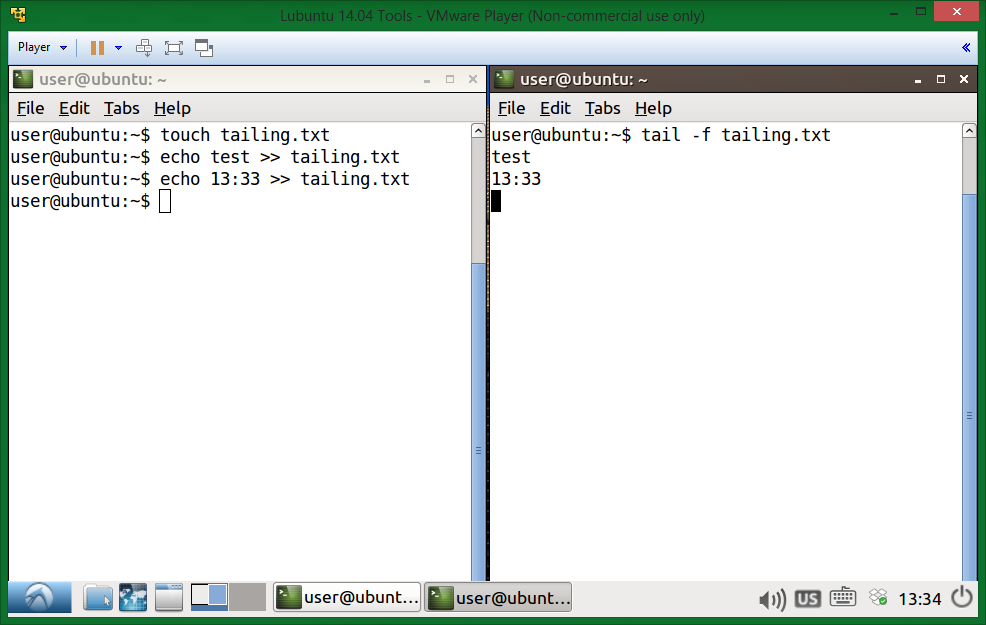 Lubuntu 14.04 Tools - VMware Player (Non-commercial use only)
Player
user@ubuntu: ~
File Edit Tabs Help
user@ubuntu:~$ touch tailing.txt
user@ubuntu:~$ echo test >> tailing.txt
user@ubuntu:~$ echo 13:33 >> tailing.txt
user@ubuntu:~$
user@ubuntu: ~
File Edit Tabs Help
user@ubuntu:~$ tail -f tailing.txt
test
13:33
user@ubunt... user@ubunt... US 13:34